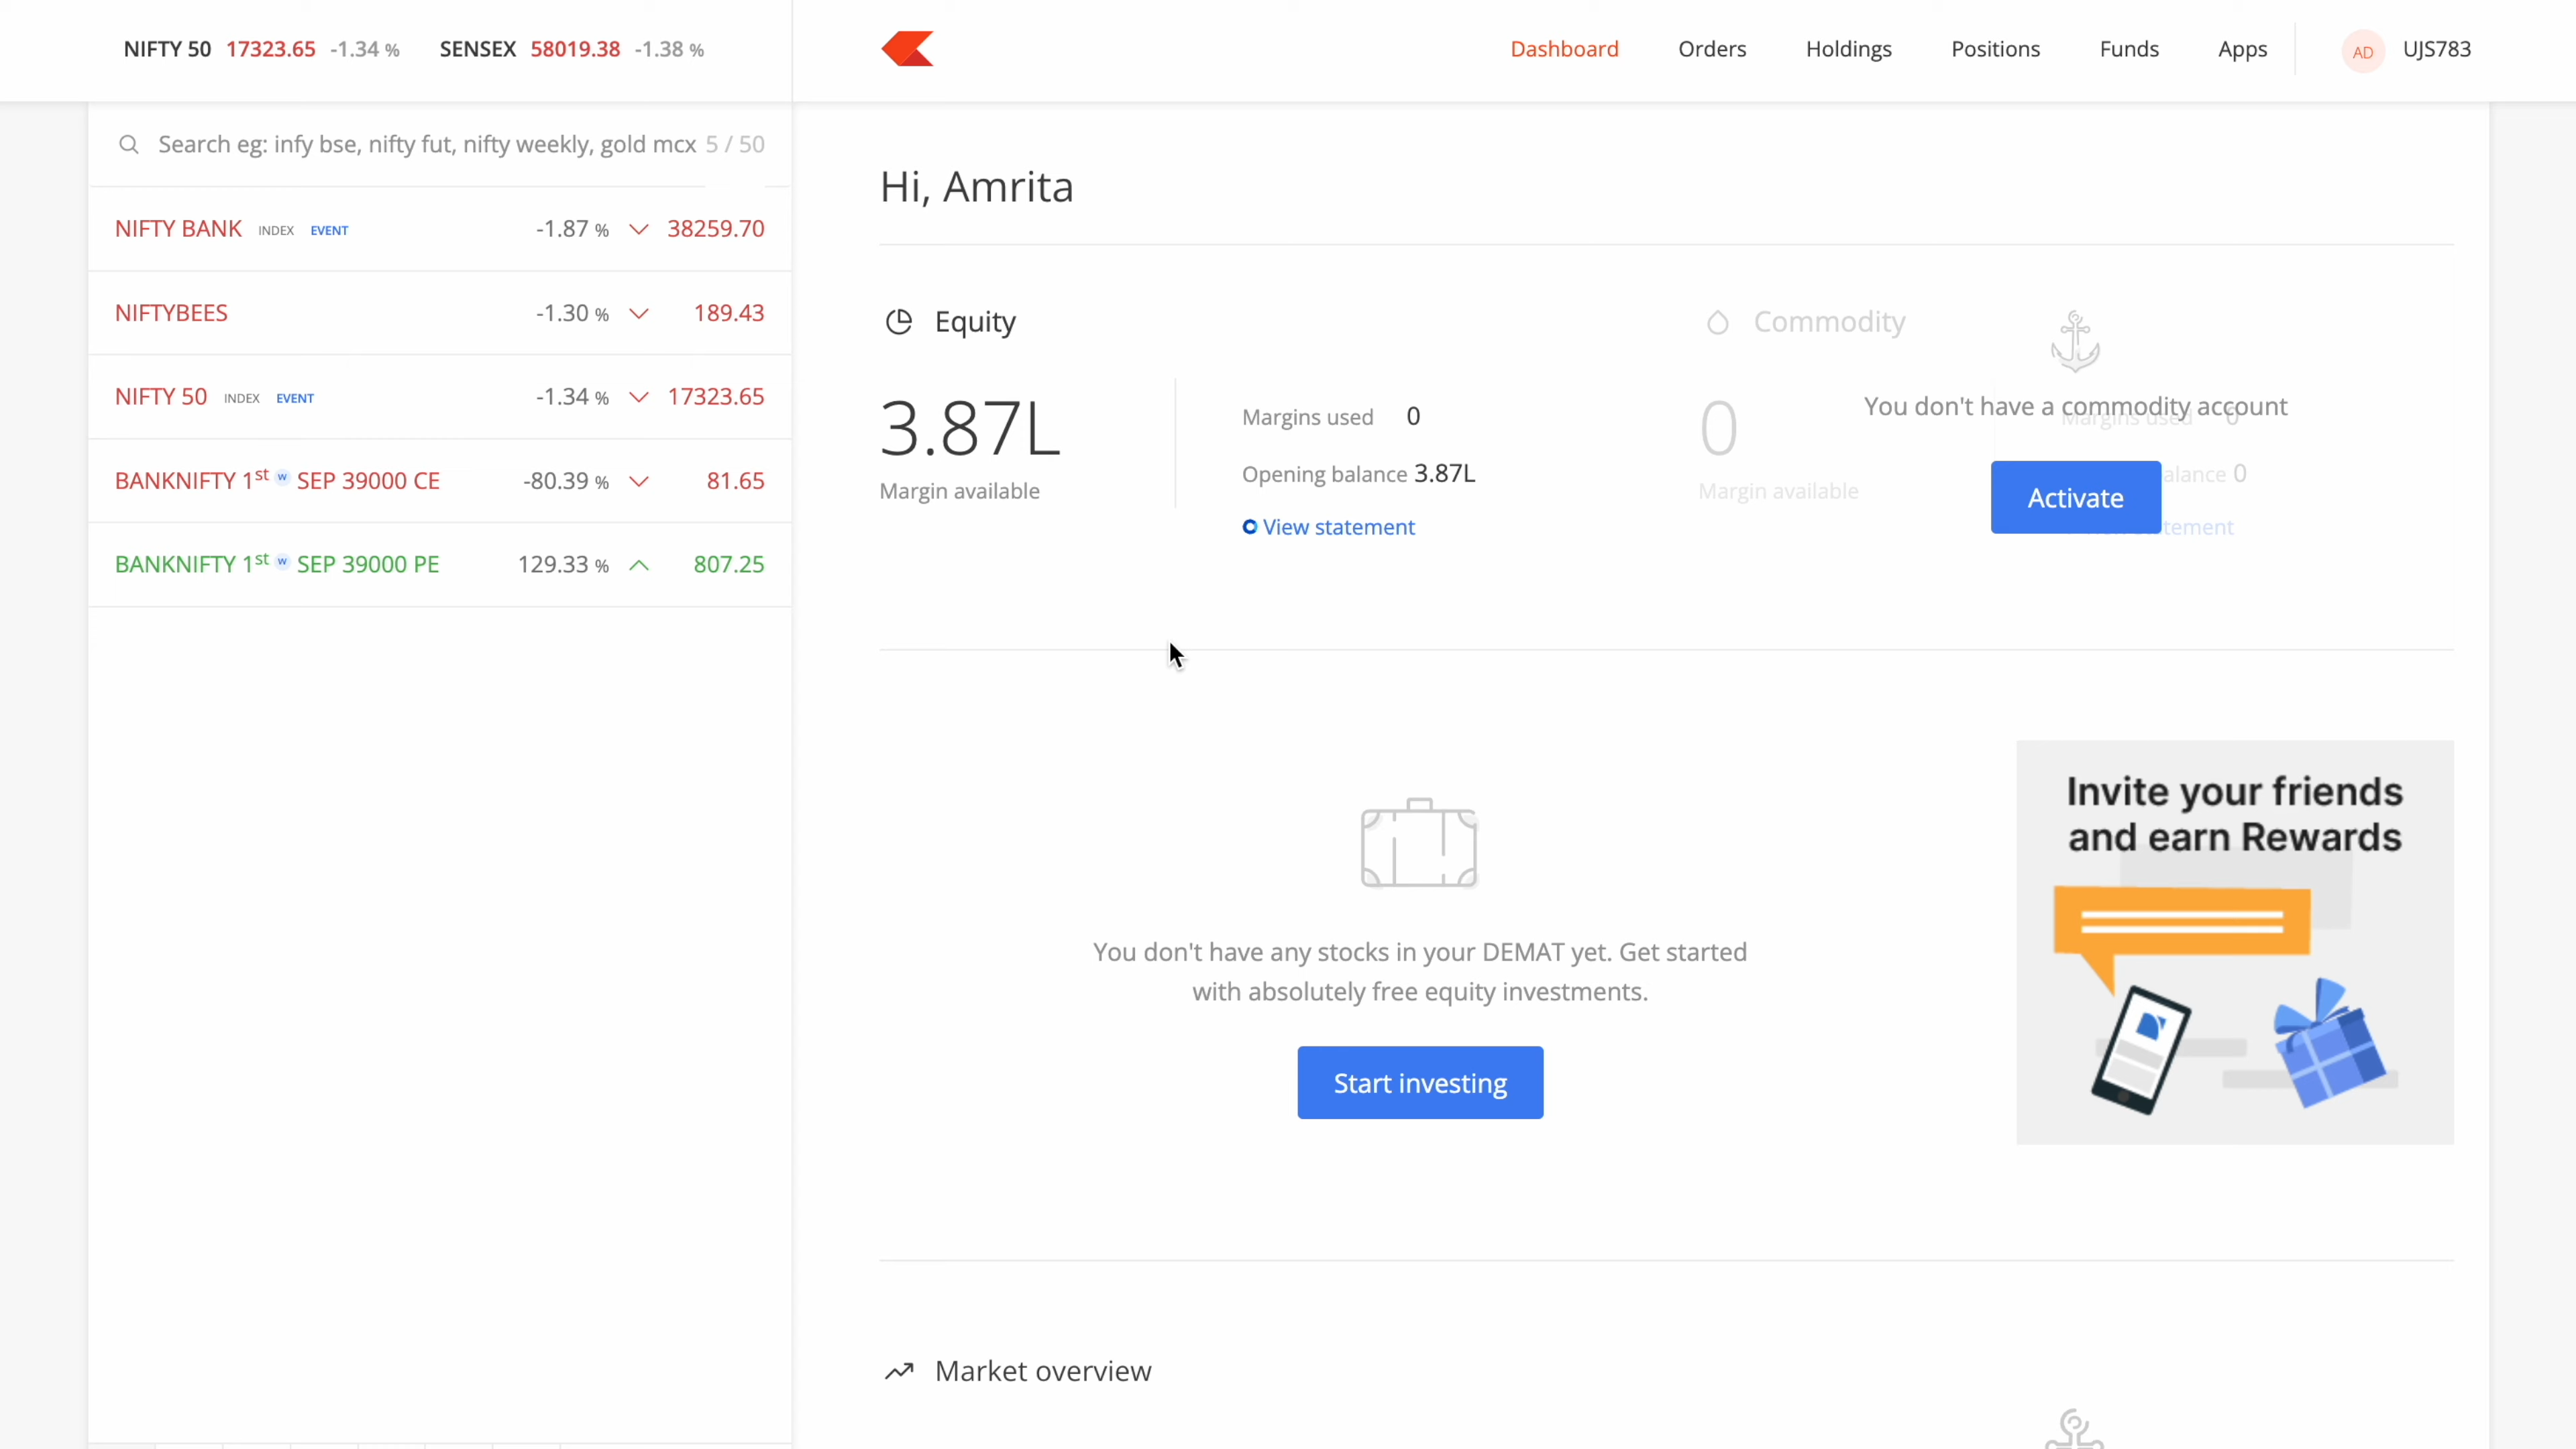 NIFTY 50 17323.65 -1.34 % SENSEX 58019.38 -1.38 %
Dashboard Orders Holdings Positions Funds Apps AD UJS783
Search eg: infy bse, nifty fut, nifty weekly, gold mcx 5 / 50
NIFTY BANK INDEX EVENT -1.87 % 38259.70
NIFTYBEES -1.30 % 189.43
NIFTY 50 INDEX EVENT -1.34 % 17323.65
BANKNIFTY 1st w SEP 39000 CE -80.39 % 81.65
BANKNIFTY 1st w SEP 39000 PE 129.33 % 807.25
Hi, Amrita
Equity
3.87L
Margin available
Margins used 0
Opening balance 3.87L
View statement
Commodity
0
Margin available
You don't have a commodity account
Margins used 0
alance 0
tement
Activate
You don't have any stocks in your DEMAT yet. Get started
with absolutely free equity investments.
Start investing
Invite your friends
and earn Rewards
Market overview